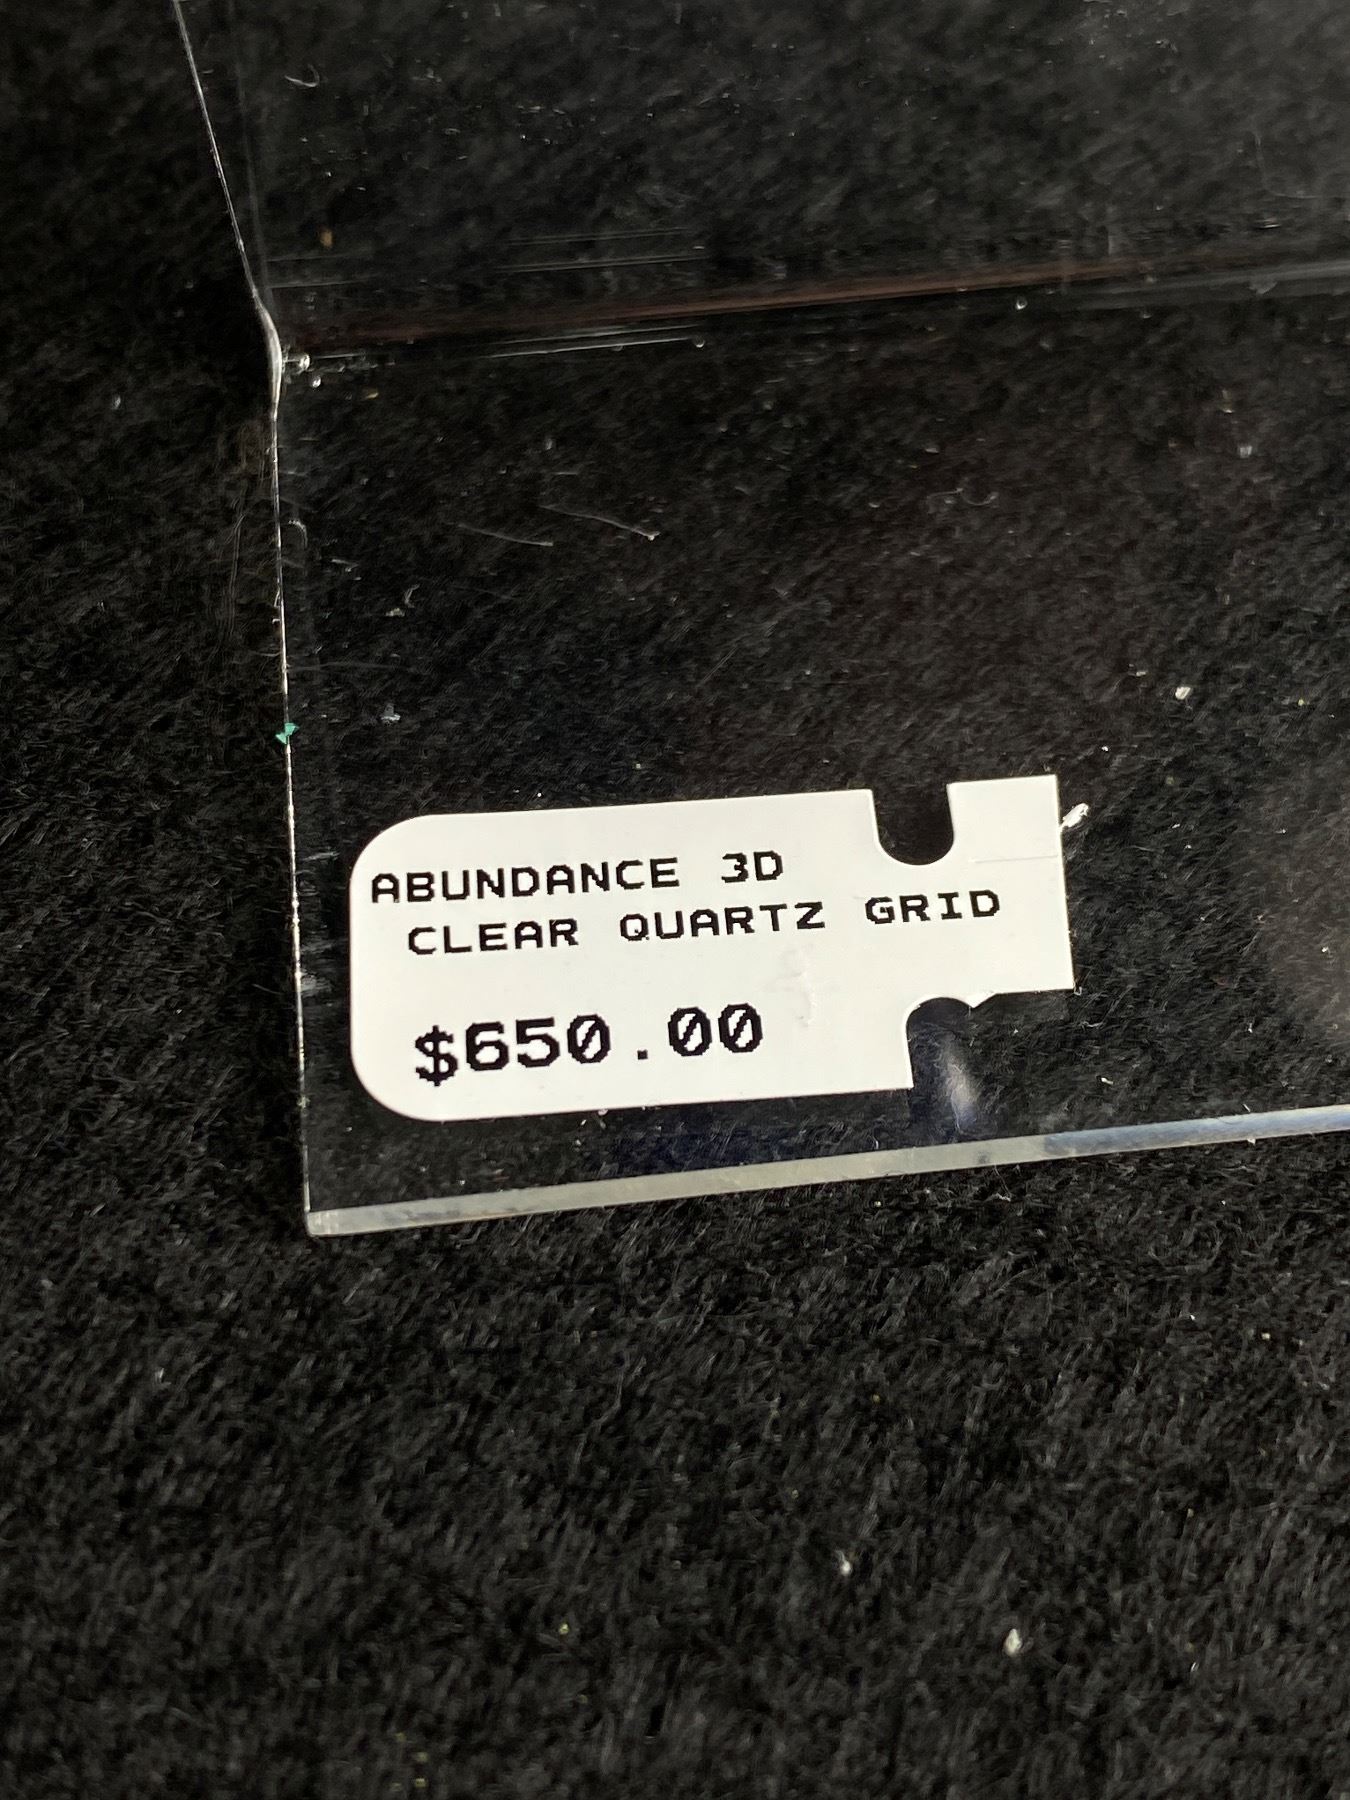 ABUNDANCE 3D
CLEAR QUARTZ GRID
$650.00